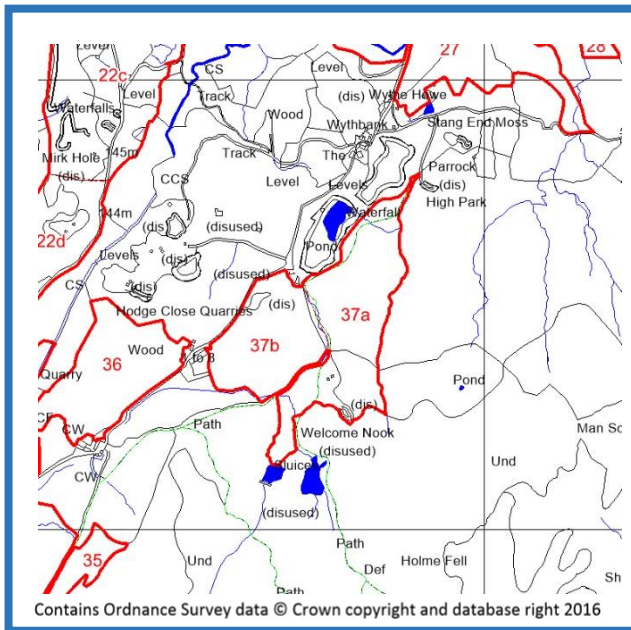 27
28
22c
Level
CS
Level
Track
(dis)
Wythe Howe
Waterfalls
Level
Wood
Wythbank
Stang End Moss
Mirk Hole
145m
Track
The
Parrock
(dis)
CCS
Level
Levels
(dis)
High Park
144m
Waterfall
22d
(dis)
(disused)
Levels
(dis)
Pond
CS
(disused)
(dis)
(dis)
Hodge Close Quarries
37a
Wood
to 8
37b
36
Quarry
Pond
(dis)
CF
CW
Path
Welcome Nook
(disused)
Und
CW
Sluices
(disused)
Path
35
Und
Def
Holme Fell
Path
Contains Ordnance Survey data © Crown copyright and database right 2016